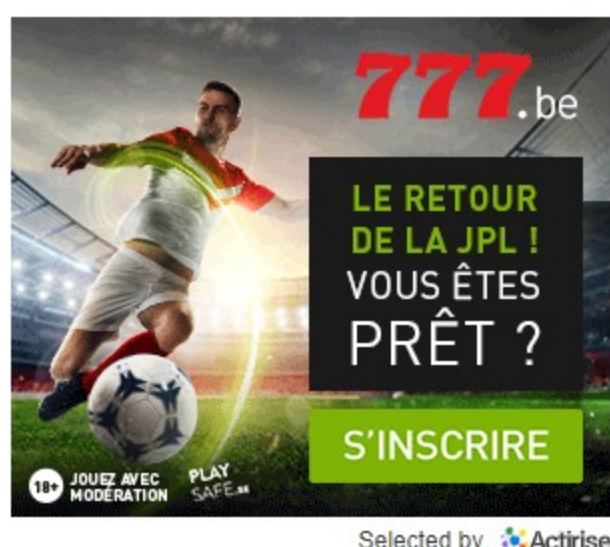 777.be
LE RETOUR
DE LA JPL !
VOUS ÊTES
PRÊT ?
S'INSCRIRE
18+ JOUEZ AVEC
MODÉRATION
PLAY
SAFE.BE
Selected by Actirise